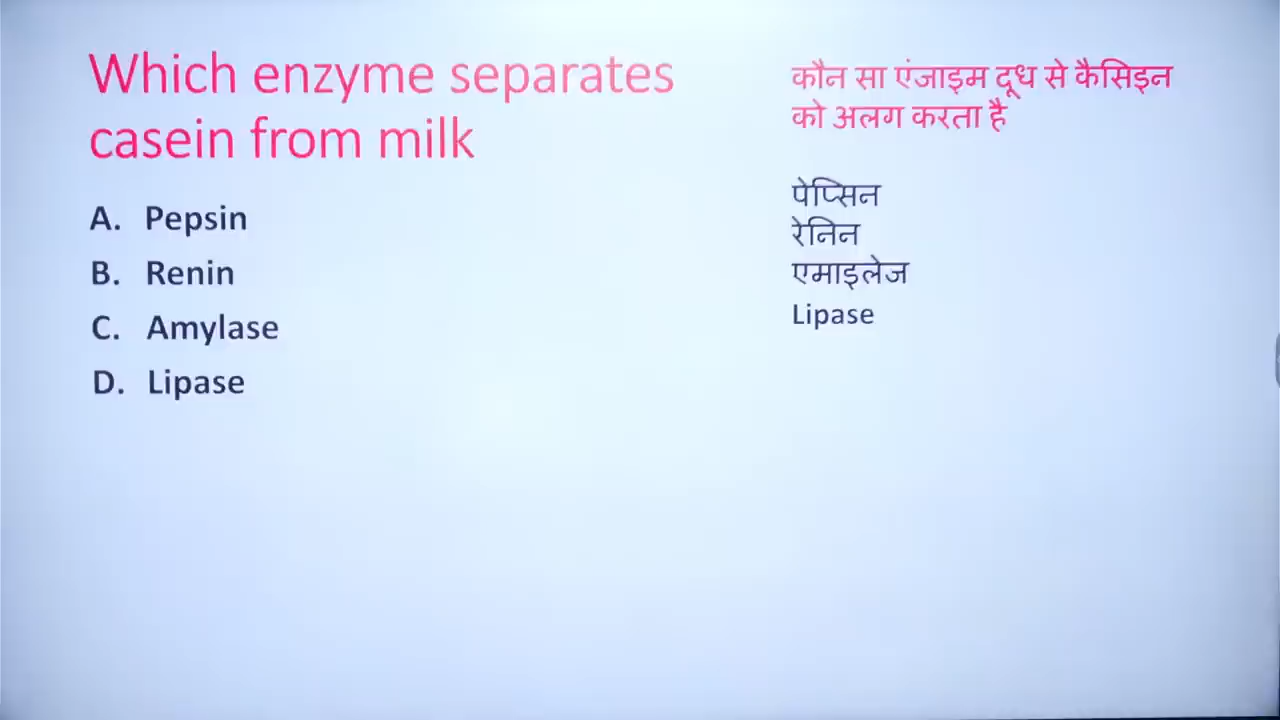 Which enzyme separates
casein from milk
A. Pepsin
B. Renin
C. Amylase
D. Lipase
कौन सा एंजाइम दूध से कैसिइन
को अलग करता है
पेप्सिन
रेनिन
एमाइलेज
Lipase